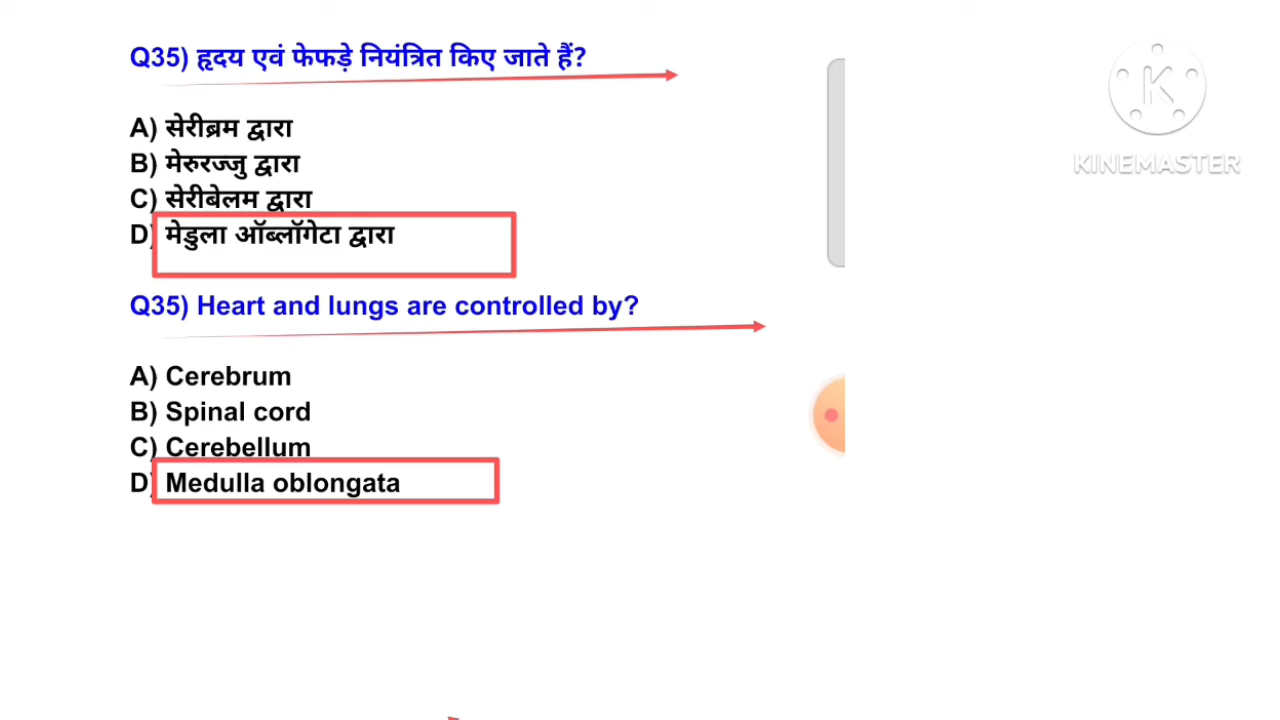 Q35) हृदय एवं फेफड़े नियंत्रित किए जाते हैं?
A) सेरीब्रम द्वारा
B) मेरुरज्जु द्वारा
C) सेरीबेलम द्वारा
D) मेडुला ऑब्लॉगेटा द्वारा
Q35) Heart and lungs are controlled by?
A) Cerebrum
B) Spinal cord
C) Cerebellum
D) Medulla oblongata
K
KINEMASTER